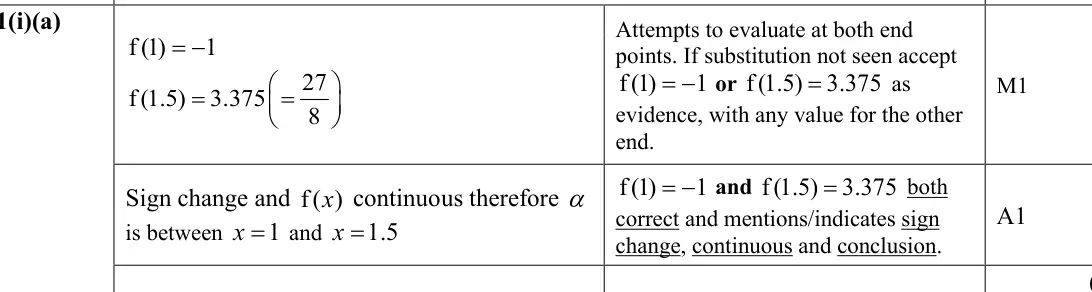 1(i)(a)
f(1) = −1
f(1.5) = 3.375(= 27/8)
Attempts to evaluate at both end
points. If substitution not seen accept
f(1) = −1 or f(1.5) = 3.375 as
evidence, with any value for the other
end.
M1
Sign change and f(x) continuous therefore α
is between x = 1 and x = 1.5
f(1) = −1 and f(1.5) = 3.375 both
correct and mentions/indicates sign
change, continuous and conclusion.
A1